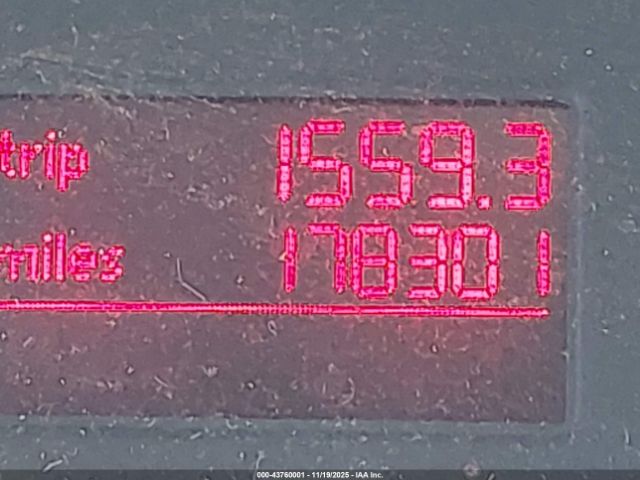 trip 1559.3
miles 178301
000-43760001 - 11/19/2025 - IAA Inc.